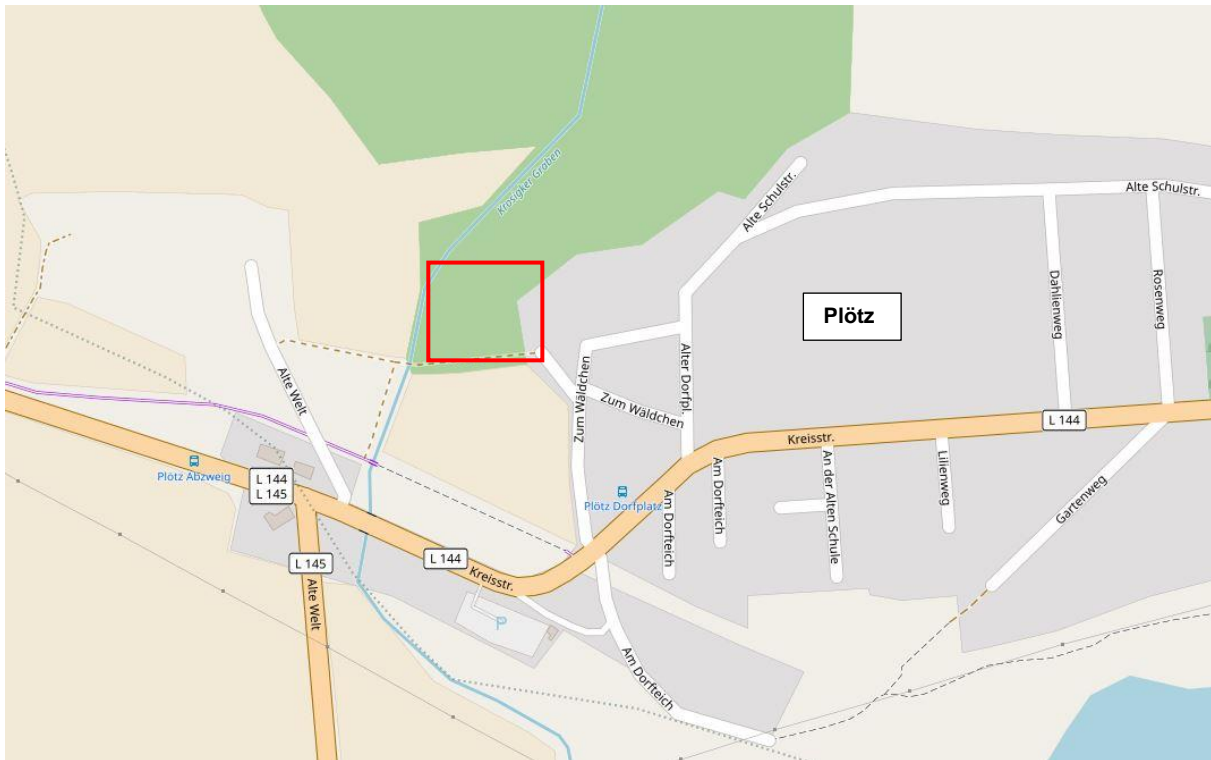 Krosigker Graben
Alte Schulstr.
Alte Schulstr.
Dahlienweg
Rosenweg
Plötz
Alte Welt
Zum Wäldchen
Zum Wäldchen
Alter Dorfpl.
L 144
Kreisstr.
Plötz Abzweig
L 144
L 145
Plötz Dorfplatz
Am Dorfteich
Am Dorfteich
An der Alten Schule
Lilienweg
Gartenweg
L 145
Alte Welt
L 144
Kreisstr.
P
Am Dorfteich